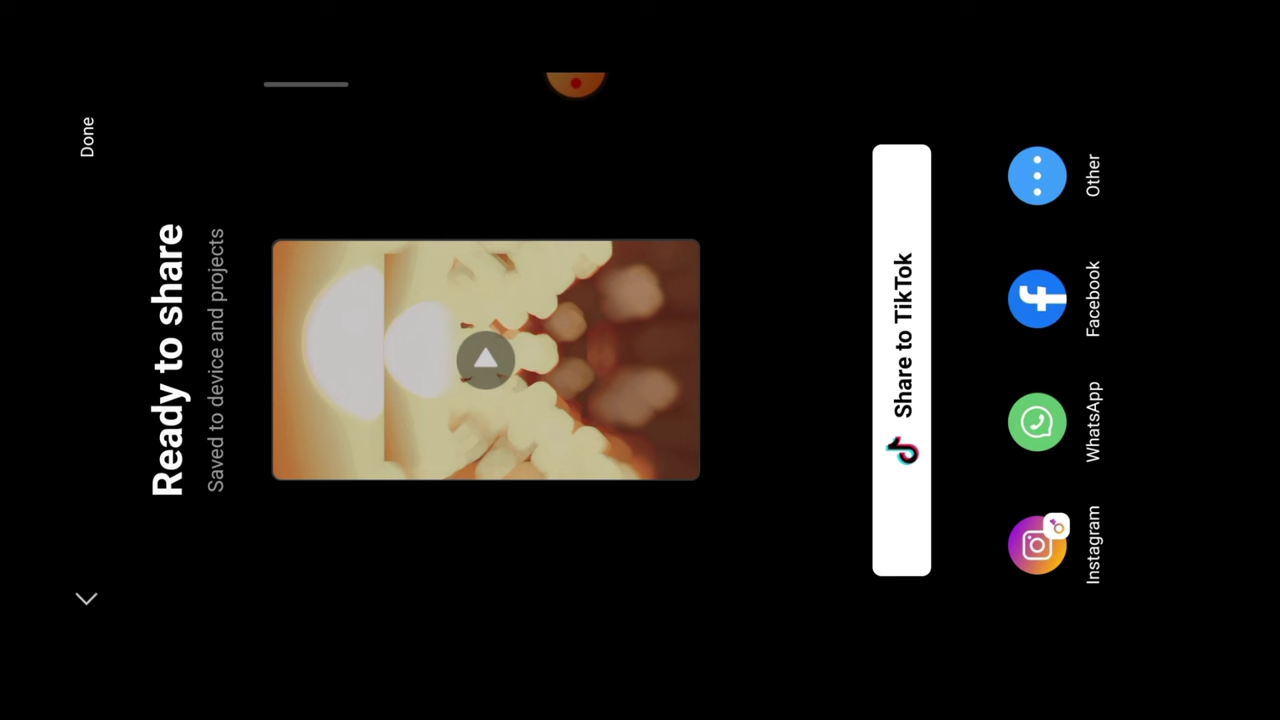 Done
Ready to share
Saved to device and projects
Share to TikTok
Instagram
WhatsApp
Facebook
Other